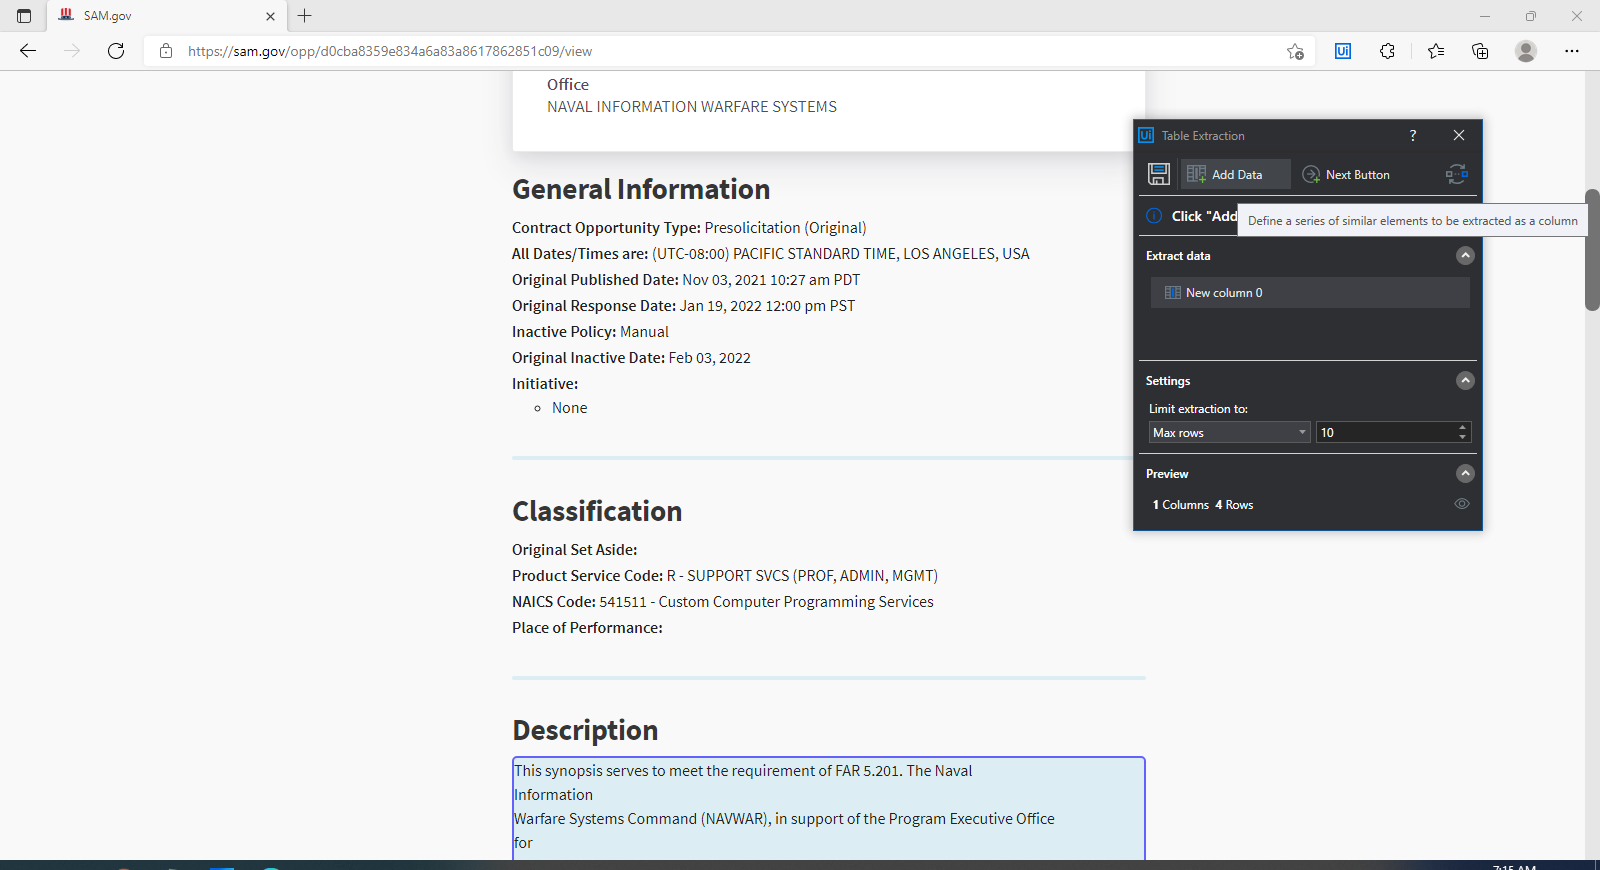 SAM.gov
https://sam.gov/opp/d0cba8359e834a6a83a8617862851c09/view
Ui
Office
NAVAL INFORMATION WARFARE SYSTEMS
General Information
Contract Opportunity Type: Presolicitation (Original)
All Dates/Times are: (UTC-08:00) PACIFIC STANDARD TIME, LOS ANGELES, USA
Original Published Date: Nov 03, 2021 10:27 am PDT
Original Response Date: Jan 19, 2022 12:00 pm PST
Inactive Policy: Manual
Original Inactive Date: Feb 03, 2022
Initiative:
None
Classification
Original Set Aside:
Product Service Code: R - SUPPORT SVCS (PROF, ADMIN, MGMT)
NAICS Code: 541511 - Custom Computer Programming Services
Place of Performance:
Description
This synopsis serves to meet the requirement of FAR 5.201. The Naval
Information
Warfare Systems Command (NAVWAR), in support of the Program Executive Office
for
Ui Table Extraction ?
Add Data Next Button
Click "Add
Define a series of similar elements to be extracted as a column
Extract data
New column 0
Settings
Limit extraction to:
Max rows 10
Preview
1 Columns 4 Rows
7:15 AM